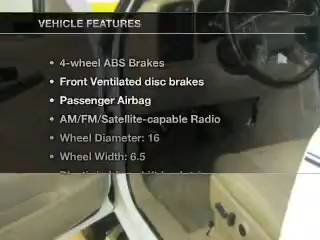 VEHICLE FEATURES
• 4-wheel ABS Brakes
• Front Ventilated disc brakes
• Passenger Airbag
• AM/FM/Satellite-capable Radio
• Wheel Diameter: 16
• Wheel Width: 6.5